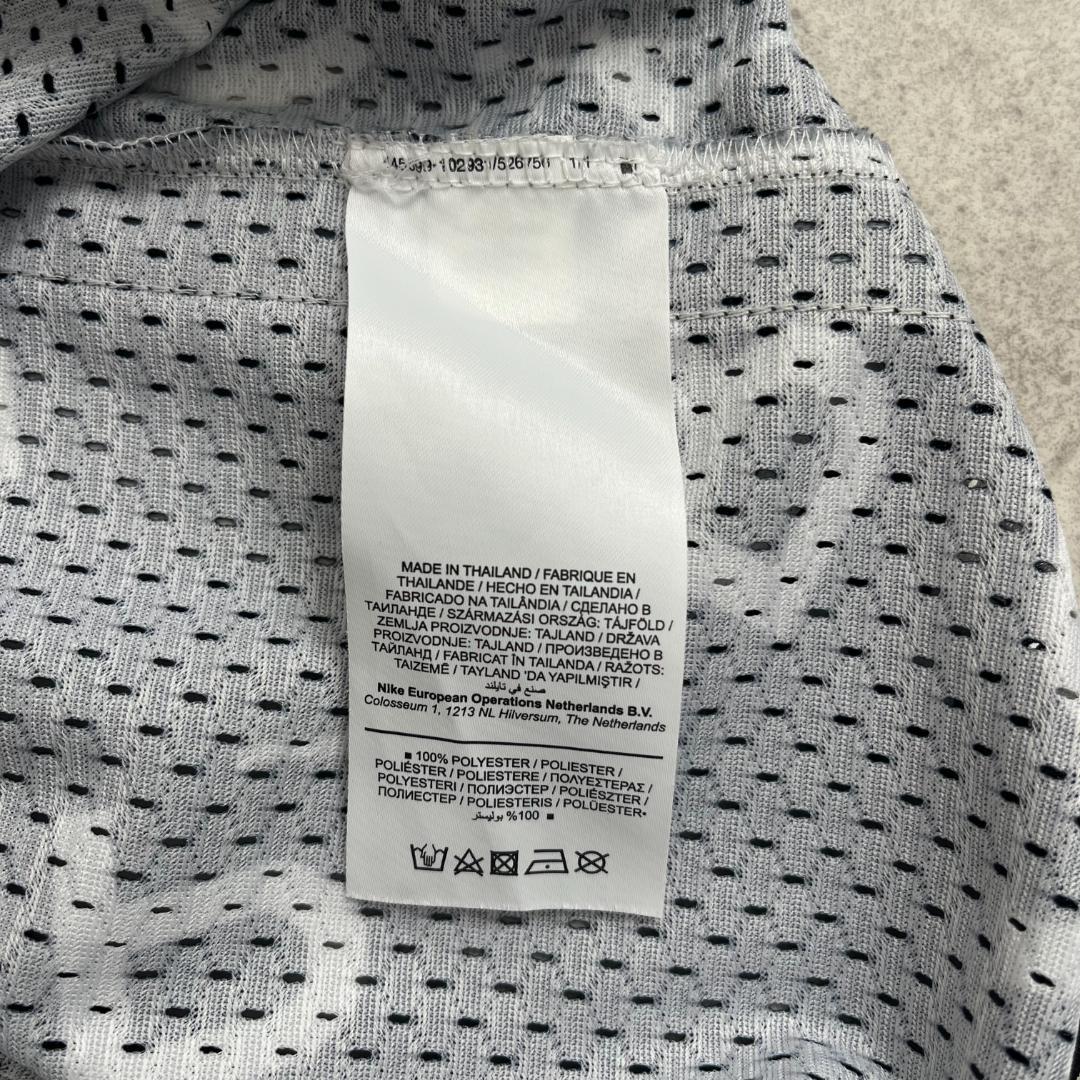 MADE IN THAILAND / FABRIQUE EN
THAILANDE / HECHO EN TAILANDIA /
FABRICADO NA TAILÂNDIA / СДЕЛАНО В
ТАИЛАНДЕ / SZÁRMAZÁSI ORSZÁG: TÁJFÖLD /
ZEMLJA PROIZVODNJE: TAJLAND / DRŽAVA
PROIZVODNJE: TAJLAND / ПРОИЗВЕДЕНО В
ТАЙЛАНД / FABRICAT ÎN TAILANDA / RAŽOTS:
TAIZEMĒ / TAYLAND 'DA YAPILMIŞTIR /
صنع في تايلند
Nike European Operations Netherlands B.V.
Colosseum 1, 1213 NL Hilversum, The Netherlands
■ 100% POLYESTER / POLIESTER /
POLIÉSTER / POLIESTERE / ΠΟΛΥΕΣΤΕΡΑΣ /
POLYESTERI / ПОЛИЭСТЕР / POLIÉSZTER /
ПОЛИЕСТЕР / POLIESTERIS / POLÜESTER•
■ 100% بوليستر